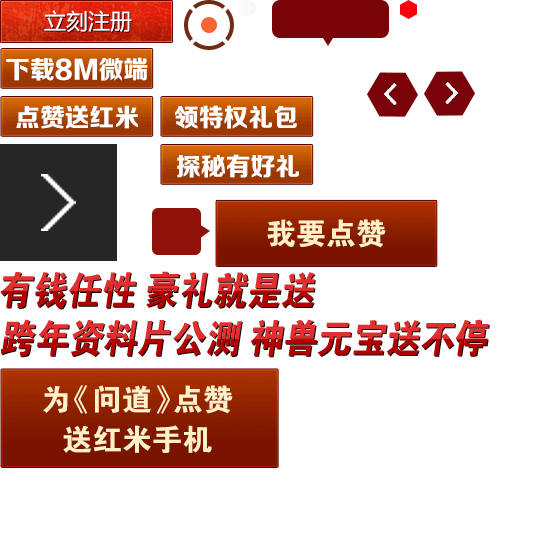 立刻注册
下载8M微端
点赞送红米
领特权礼包
探秘有好礼
我要点赞
有钱任性 豪礼就是送
跨年资料片公测 神兽元宝送不停
为《问道》点赞
送红米手机